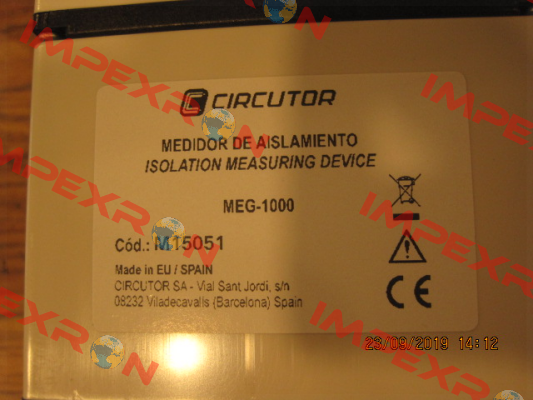 CIRCUTOR
MEDIDOR DE AISLAMIENTO
ISOLATION MEASURING DEVICE
MEG-1000
Cód.: M15051
Made in EU / SPAIN
CIRCUTOR SA - Vial Sant Jordi, s/n
08232 Viladecavalls (Barcelona) Spain
CE
23/09/2019 14:12
IMPEXRON
IMPEXRON
IMPEXRON
IMPEXRON
IMPEXRON
IMPEXRON